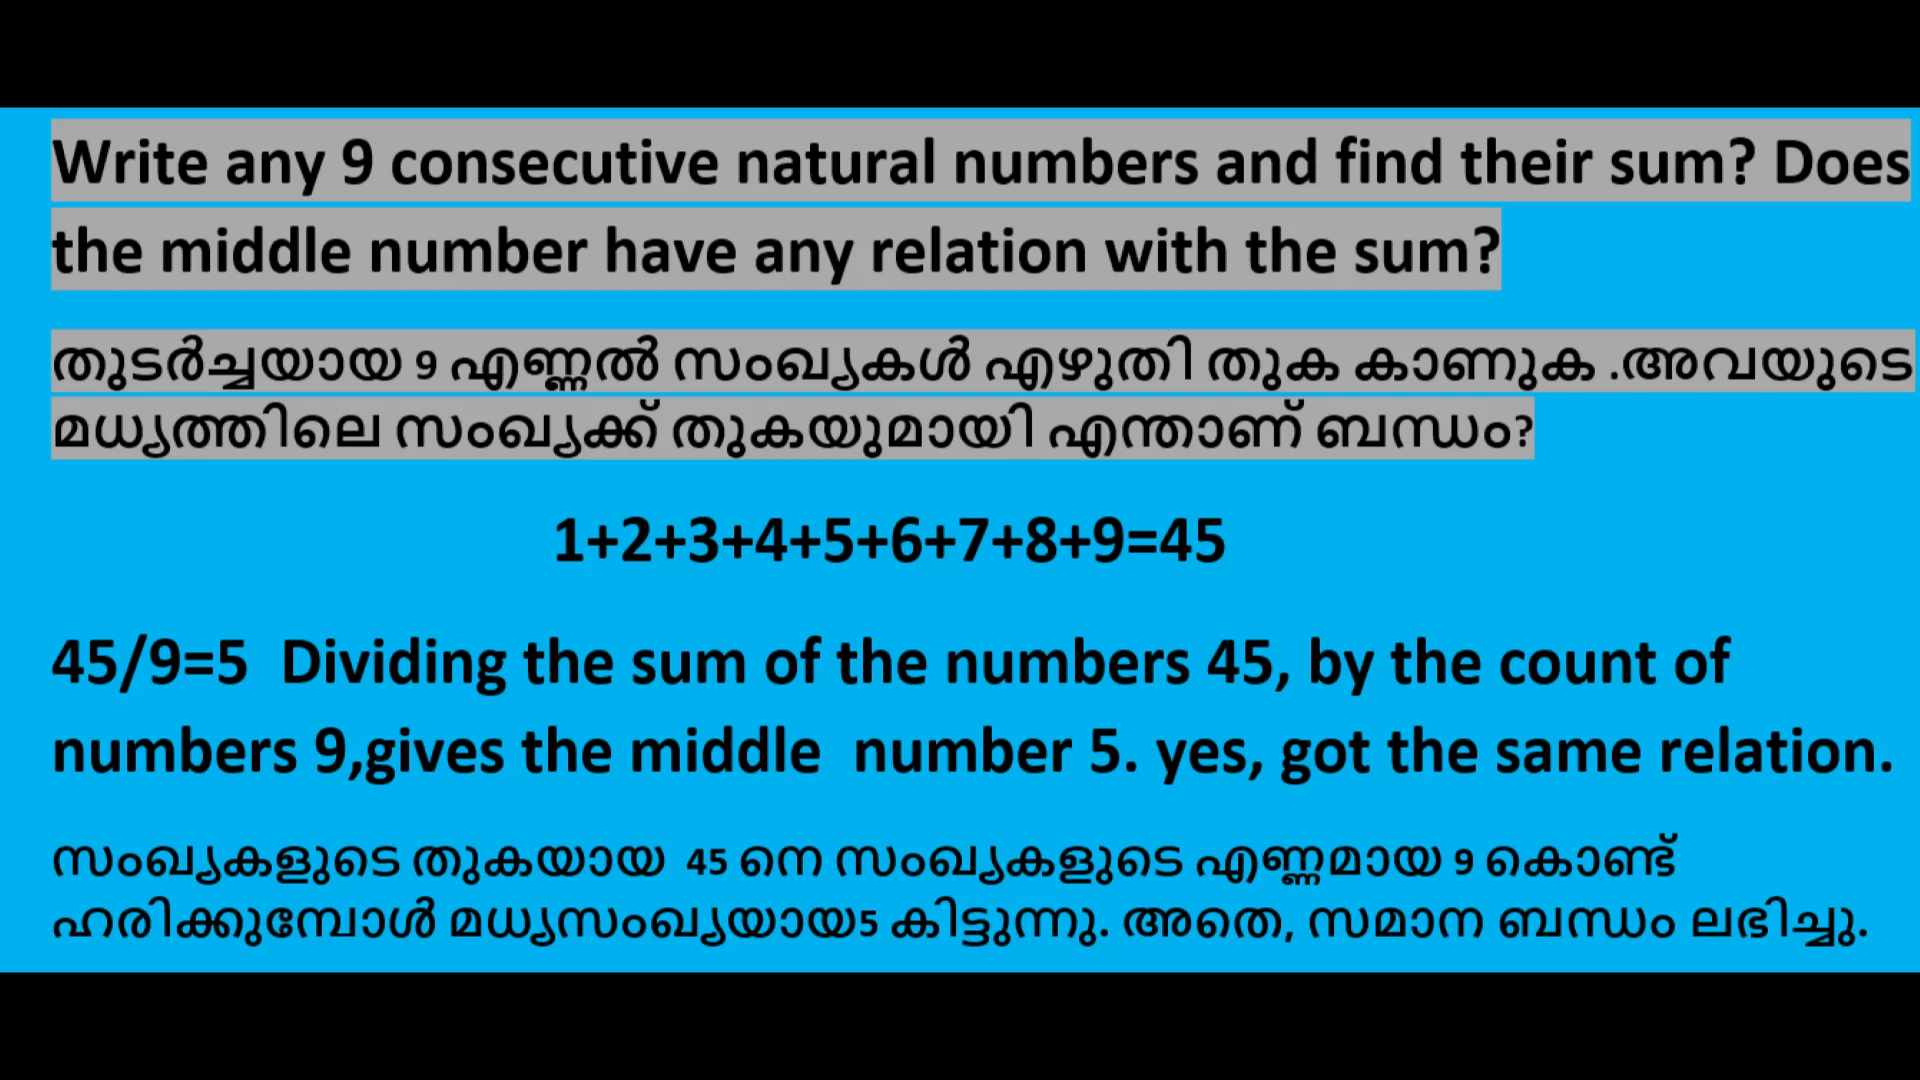 Write any 9 consecutive natural numbers and find their sum? Does
the middle number have any relation with the sum?
തുടർച്ചയായ 9 എണ്ണൽ സംഖ്യകൾ എഴുതി തുക കാണുക .അവയുടെ
മധ്യത്തിലെ സംഖ്യക്ക് തുകയുമായി എന്താണ് ബന്ധം?
1+2+3+4+5+6+7+8+9=45
45/9=5 Dividing the sum of the numbers 45, by the count of
numbers 9,gives the middle number 5. yes, got the same relation.
സംഖ്യകളുടെ തുകയായ 45 നെ സംഖ്യകളുടെ എണ്ണമായ 9 കൊണ്ട്
ഹരിക്കുമ്പോൾ മധ്യസംഖ്യയായ5 കിട്ടുന്നു. അതെ, സമാന ബന്ധം ലഭിച്ചു.